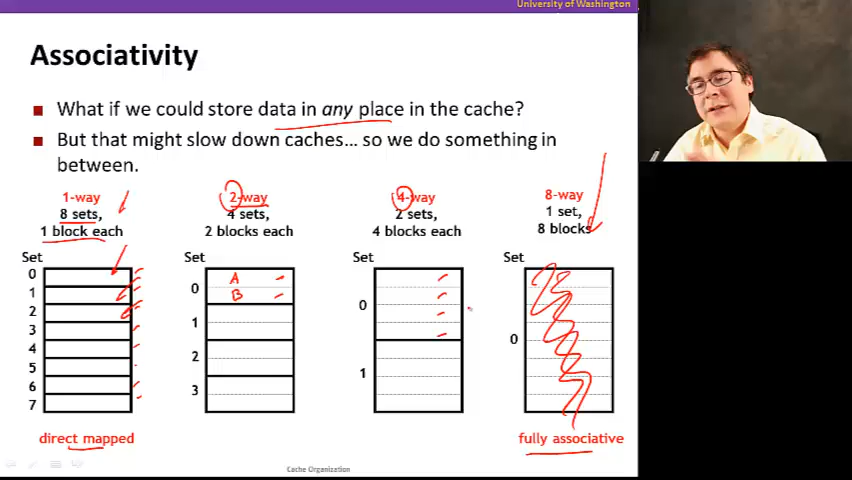 University of Washington
Associativity
What if we could store data in any place in the cache?
But that might slow down caches... so we do something in
between.
1-way
8 sets,
1 block each
2-way
4 sets,
2 blocks each
4-way
2 sets,
4 blocks each
8-way
1 set,
8 blocks
Set
0
1
2
3
4
5
6
7
direct mapped
Set
0
1
2
3
A
B
Set
0
1
Set
0
fully associative
Cache Organization